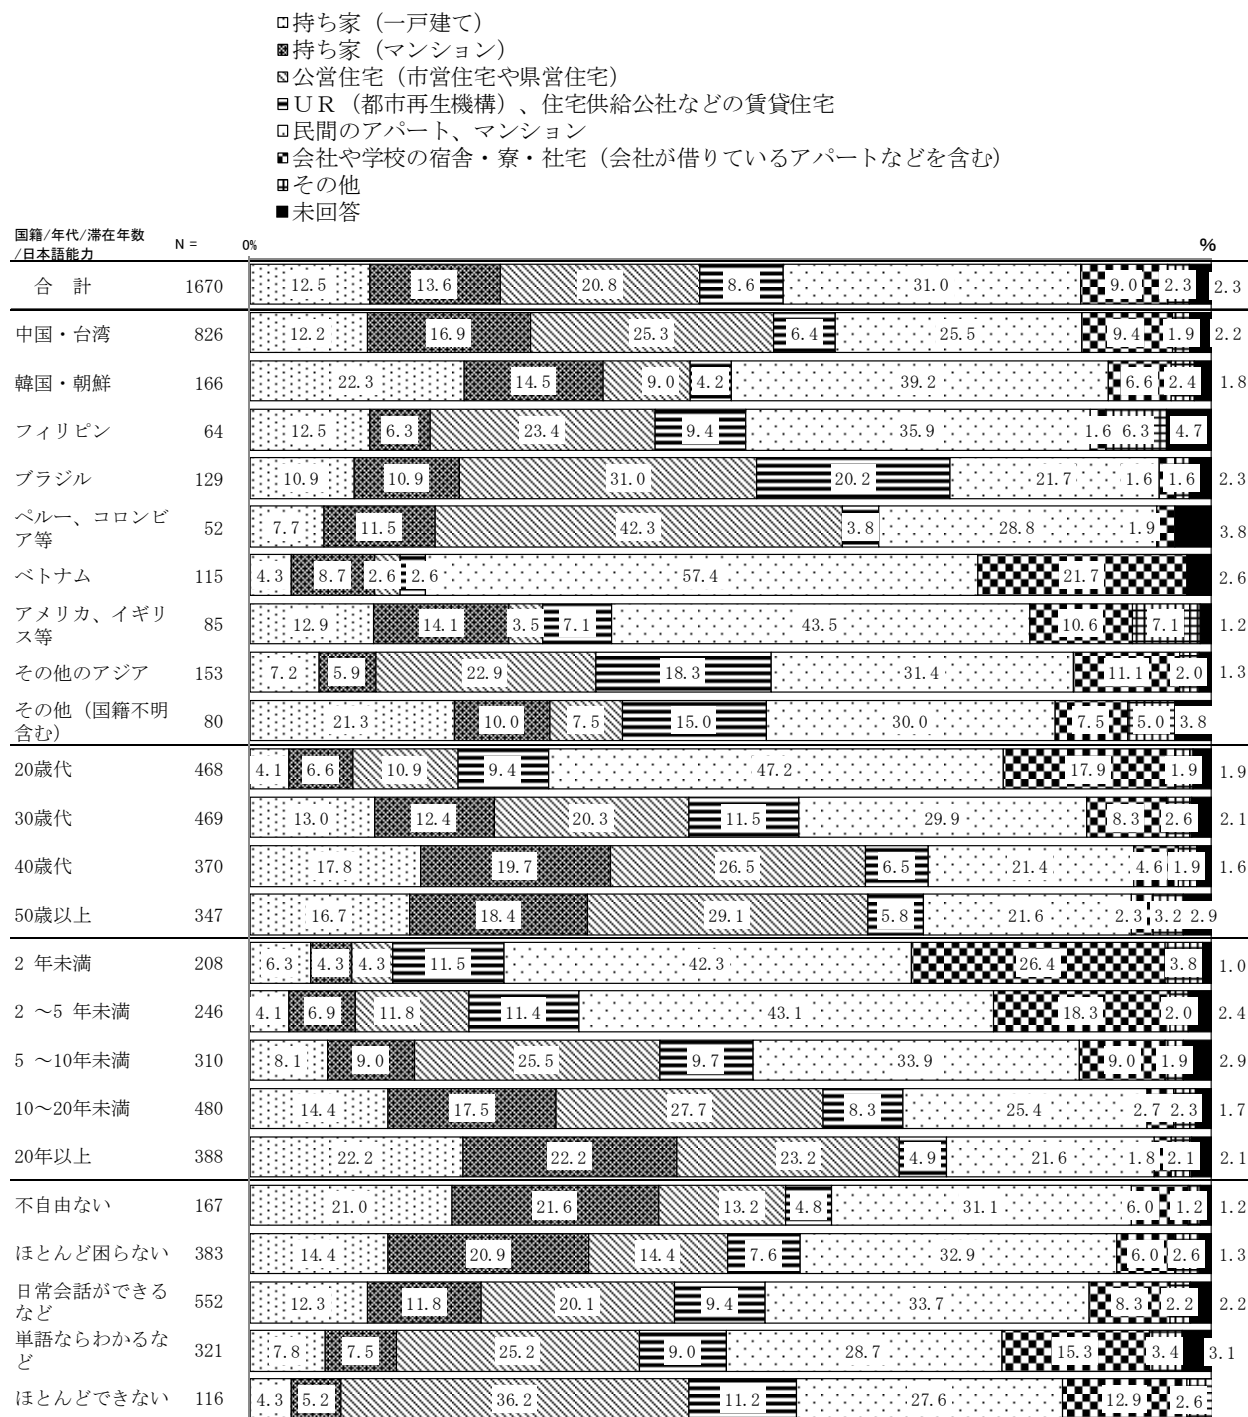 持ち家（一戸建て）
持ち家（マンション）
公営住宅（市営住宅や県営住宅）
ＵＲ（都市再生機構）、住宅供給公社などの賃貸住宅
民間のアパート、マンション
会社や学校の宿舎・寮・社宅（会社が借りているアパートなどを含む）
その他
未回答
国籍/年代/滞在年数
/日本語能力 N = 0% %
合 計 1670 12.5 13.6 20.8 8.6 31.0 9.0 2.3 2.3
中国・台湾 826 12.2 16.9 25.3 6.4 25.5 9.4 1.9 2.2
韓国・朝鮮 166 22.3 14.5 9.0 4.2 39.2 6.6 2.4 1.8
フィリピン 64 12.5 6.3 23.4 9.4 35.9 1.6 6.3 4.7
ブラジル 129 10.9 10.9 31.0 20.2 21.7 1.6 1.6 2.3
ペルー、コロンビ
ア等 52 7.7 11.5 42.3 3.8 28.8 1.9 3.8
ベトナム 115 4.3 8.7 2.6 2.6 57.4 21.7 2.6
アメリカ、イギリ
ス等 85 12.9 14.1 3.5 7.1 43.5 10.6 7.1 1.2
その他のアジア 153 7.2 5.9 22.9 18.3 31.4 11.1 2.0 1.3
その他（国籍不明
含む） 80 21.3 10.0 7.5 15.0 30.0 7.5 5.0 3.8
20歳代 468 4.1 6.6 10.9 9.4 47.2 17.9 1.9 1.9
30歳代 469 13.0 12.4 20.3 11.5 29.9 8.3 2.6 2.1
40歳代 370 17.8 19.7 26.5 6.5 21.4 4.6 1.9 1.6
50歳以上 347 16.7 18.4 29.1 5.8 21.6 2.3 3.2 2.9
2 年未満 208 6.3 4.3 4.3 11.5 42.3 26.4 3.8 1.0
2 ～5 年未満 246 4.1 6.9 11.8 11.4 43.1 18.3 2.0 2.4
5 ～10年未満 310 8.1 9.0 25.5 9.7 33.9 9.0 1.9 2.9
10～20年未満 480 14.4 17.5 27.7 8.3 25.4 2.7 2.3 1.7
20年以上 388 22.2 22.2 23.2 4.9 21.6 1.8 2.1 2.1
不自由ない 167 21.0 21.6 13.2 4.8 31.1 6.0 1.2 1.2
ほとんど困らない 383 14.4 20.9 14.4 7.6 32.9 6.0 2.6 1.3
日常会話ができる
など 552 12.3 11.8 20.1 9.4 33.7 8.3 2.2 2.2
単語ならわかるな
ど 321 7.8 7.5 25.2 9.0 28.7 15.3 3.4 3.1
ほとんどできない 116 4.3 5.2 36.2 11.2 27.6 12.9 2.6